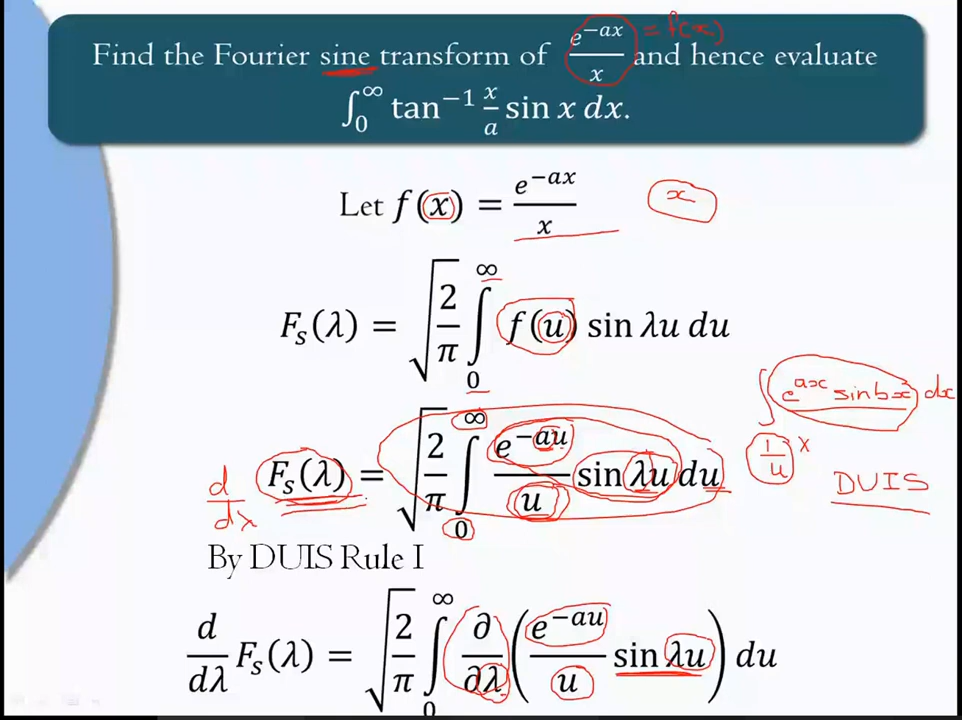 Find the Fourier sine transform of e^{-ax}/x = f(x) and hence evaluate
∫_0^∞ tan^{-1} x/a sin x dx.
Let f(x) = e^{-ax}/x x
F_s(λ) = √(2/π) ∫_0^∞ f(u) sin λu du
∫ e^{ax} sin bx dx
d/dλ F_s(λ) = √(2/π) ∫_0^∞ e^{-au}/u sin λu du
1/u x DUIS
By DUIS Rule I
d/dλ F_s(λ) = √(2/π) ∫_0^∞ ∂/∂λ (e^{-au}/u sin λu) du